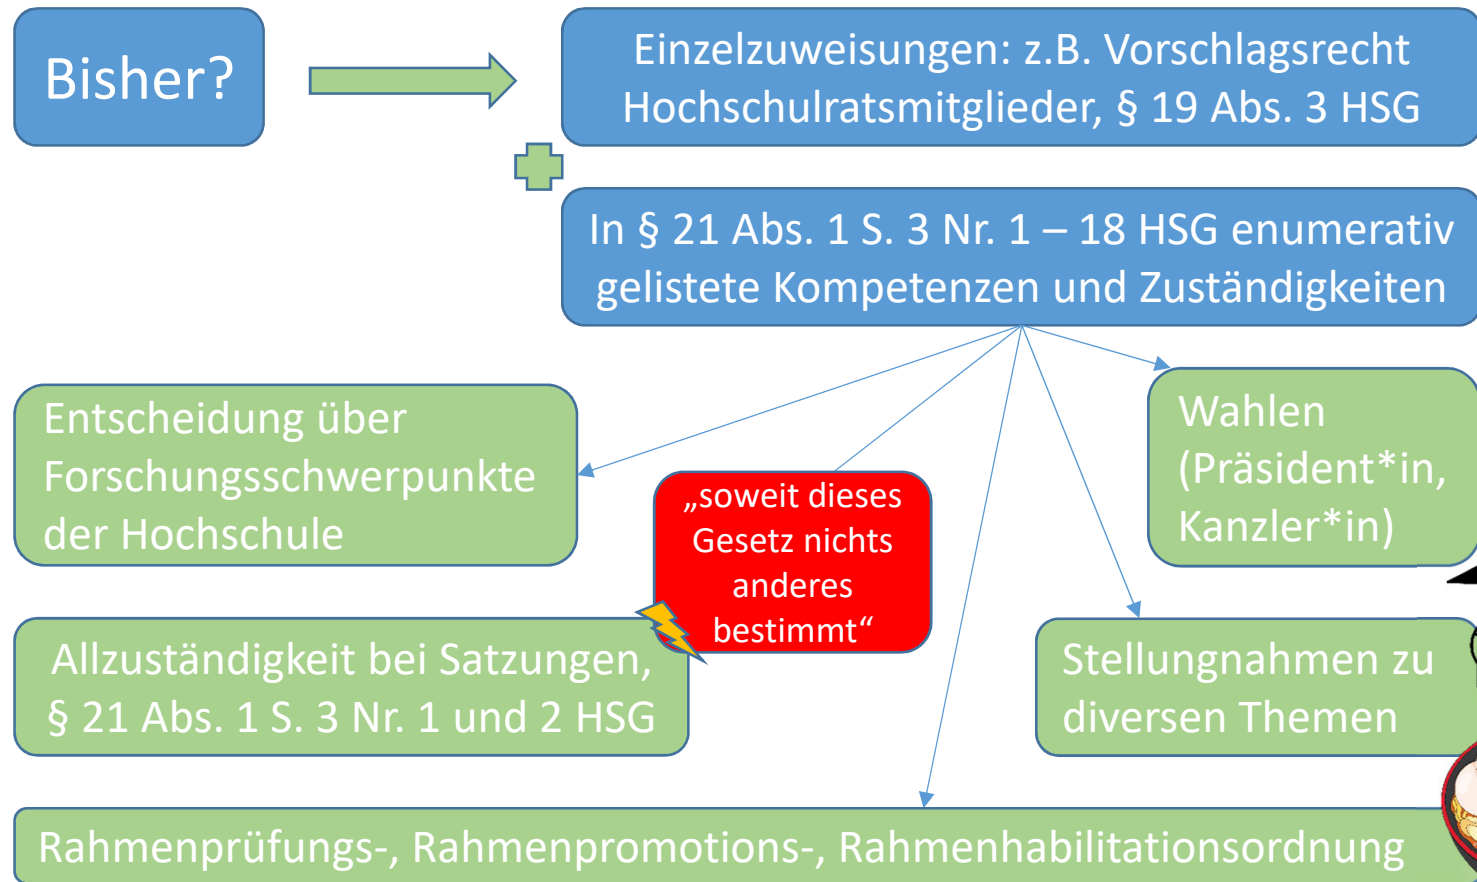 Bisher?
Einzelzuweisungen: z.B. Vorschlagsrecht
Hochschulratsmitglieder, § 19 Abs. 3 HSG
In § 21 Abs. 1 S. 3 Nr. 1 – 18 HSG enumerativ
gelistete Kompetenzen und Zuständigkeiten
Entscheidung über
Forschungsschwerpunkte
der Hochschule
„soweit dieses
Gesetz nichts
anderes
bestimmt“
Wahlen
(Präsident*in,
Kanzler*in)
Allzuständigkeit bei Satzungen,
§ 21 Abs. 1 S. 3 Nr. 1 und 2 HSG
Stellungnahmen zu
diversen Themen
Rahmenprüfungs-, Rahmenpromotions-, Rahmenhabilitationsordnung